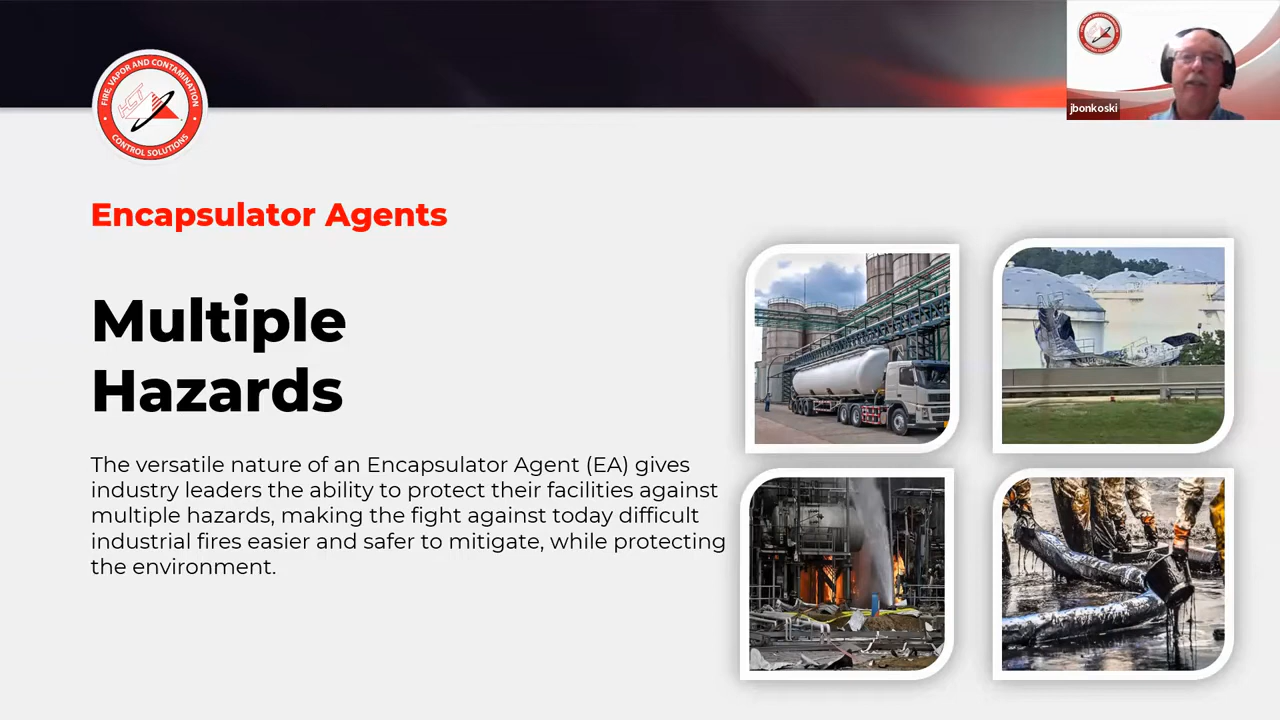 FIRE, VAPOR AND CONTAMINATION
HCT
CONTROL SOLUTIONS
jbonkoski
Encapsulator Agents
Multiple
Hazards
The versatile nature of an Encapsulator Agent (EA) gives
industry leaders the ability to protect their facilities against
multiple hazards, making the fight against today difficult
industrial fires easier and safer to mitigate, while protecting
the environment.